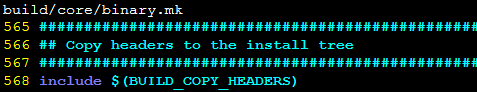 build/core/binary.mk
565 ###########################################################
566 ## Copy headers to the install tree
567 ###########################################################
568 include $(BUILD_COPY_HEADERS)